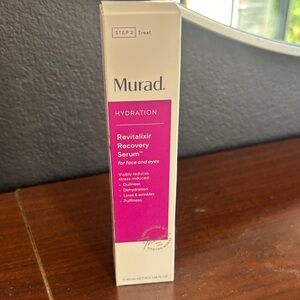 STEP 2 Treat
Murad.
HYDRATION
Revitalixir
Recovery
Serum™
for face and eyes
Visibly reduces
stress-induced:
• Dullness
• Dehydration
• Lines & wrinkles
• Puffiness